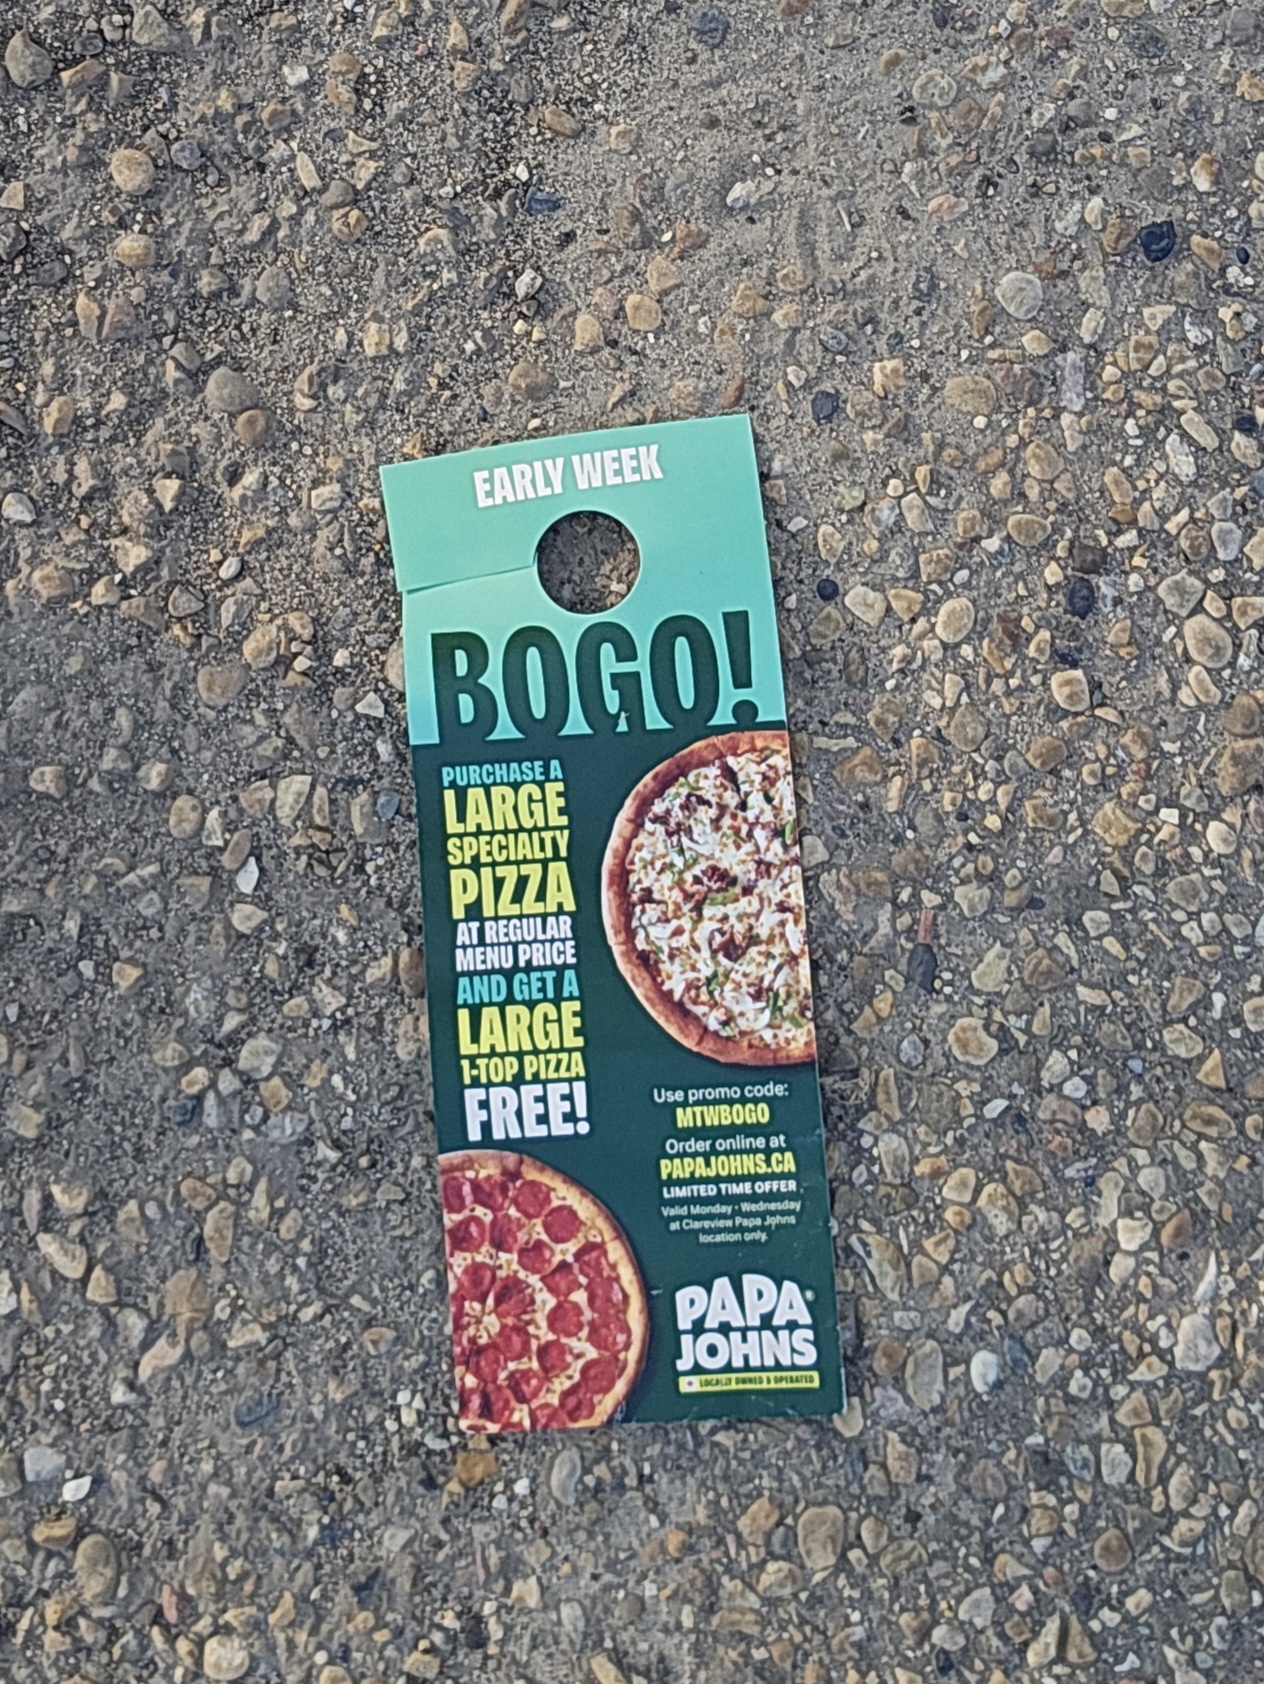 EARLY WEEK
BOGO!
PURCHASE A
LARGE
SPECIALTY
PIZZA
AT REGULAR
MENU PRICE
AND GET A
LARGE
1-TOP PIZZA
FREE!
Use promo code:
MTWBOGO
Order online at
PAPAJOHNS.CA
LIMITED TIME OFFER
Valid Monday - Wednesday
at Clareview Papa Johns
location only.
PAPA
JOHNS
LOCALLY OWNED & OPERATED